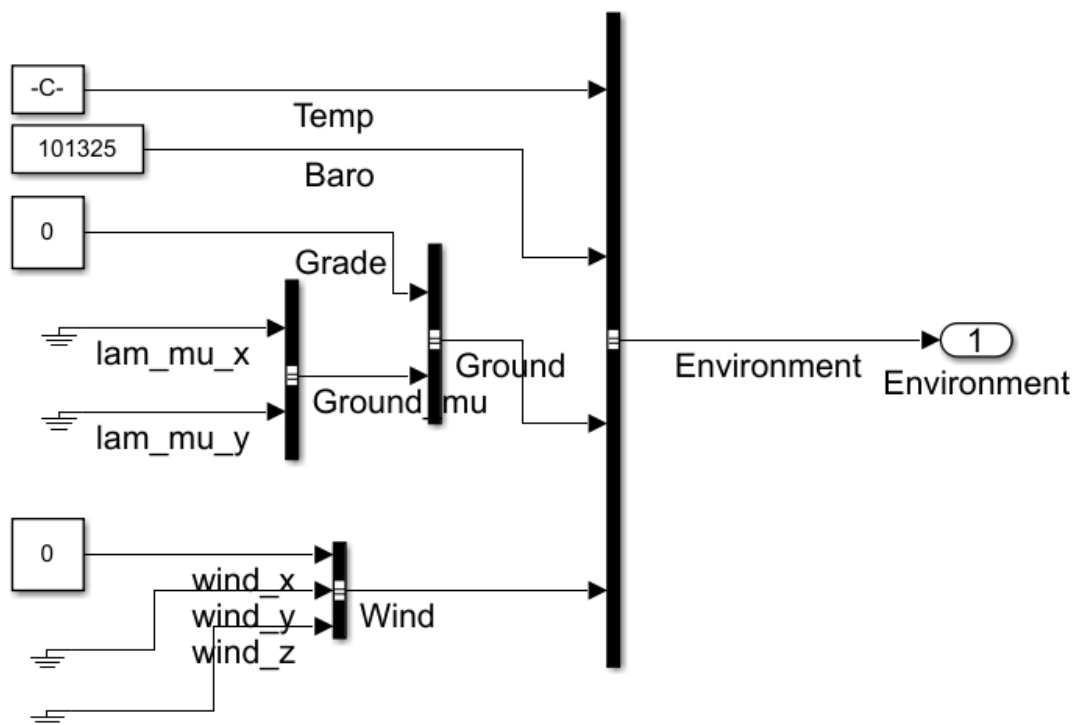 -C-
Temp
101325
Baro
0
Grade
lam_mu_x
Ground
Ground_mu
lam_mu_y
Environment
1
Environment
0
wind_x
wind_y
wind_z
Wind